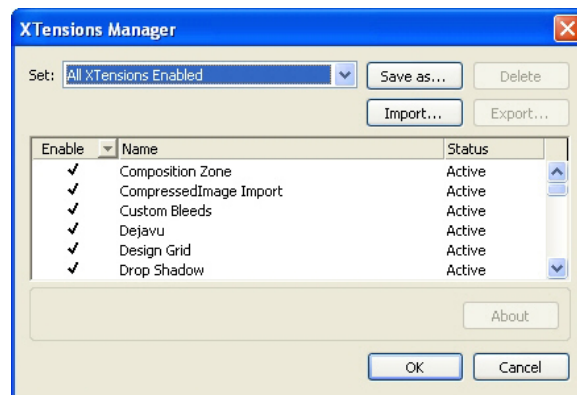 XTensions Manager
Set: All XTensions Enabled Save as... Delete
Import... Export...
Enable Name Status
Composition Zone Active
CompressedImage Import Active
Custom Bleeds Active
Dejavu Active
Design Grid Active
Drop Shadow Active
About
OK Cancel